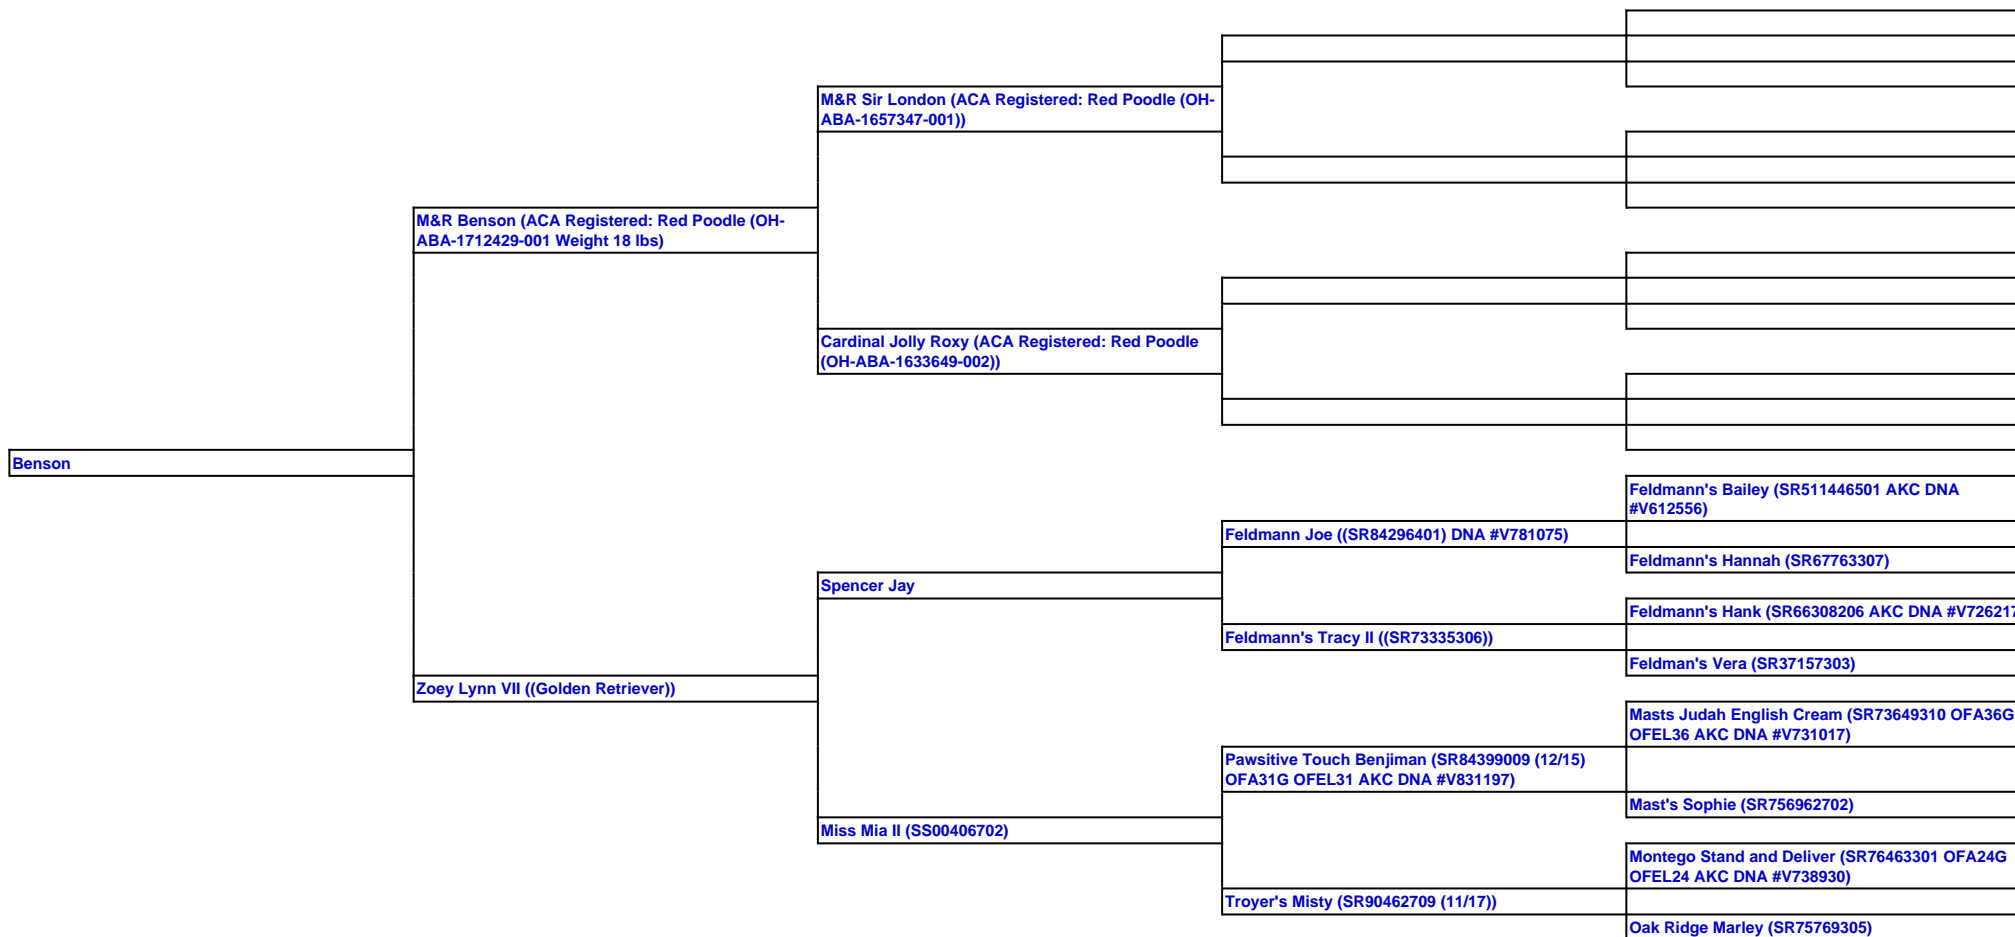 M&R Sir London (ACA Registered: Red Poodle (OH-
ABA-1657347-001))
M&R Benson (ACA Registered: Red Poodle (OH-
ABA-1712429-001 Weight 18 lbs)
Cardinal Jolly Roxy (ACA Registered: Red Poodle
(OH-ABA-1633649-002))
Benson
Feldmann's Bailey (SR511446501 AKC DNA
#V612556)
Feldmann Joe ((SR84296401) DNA #V781075)
Feldmann's Hannah (SR67763307)
Spencer Jay
Feldmann's Hank (SR66308206 AKC DNA #V726217
Feldmann's Tracy II ((SR73335306))
Feldman's Vera (SR37157303)
Zoey Lynn VII ((Golden Retriever))
Masts Judah English Cream (SR73649310 OFA36G
OFEL36 AKC DNA #V731017)
Pawsitive Touch Benjiman (SR84399009 (12/15)
OFA31G OFEL31 AKC DNA #V831197)
Mast's Sophie (SR756962702)
Miss Mia II (SS00406702)
Montego Stand and Deliver (SR76463301 OFA24G
OFEL24 AKC DNA #V738930)
Troyer's Misty (SR90462709 (11/17))
Oak Ridge Marley (SR75769305)